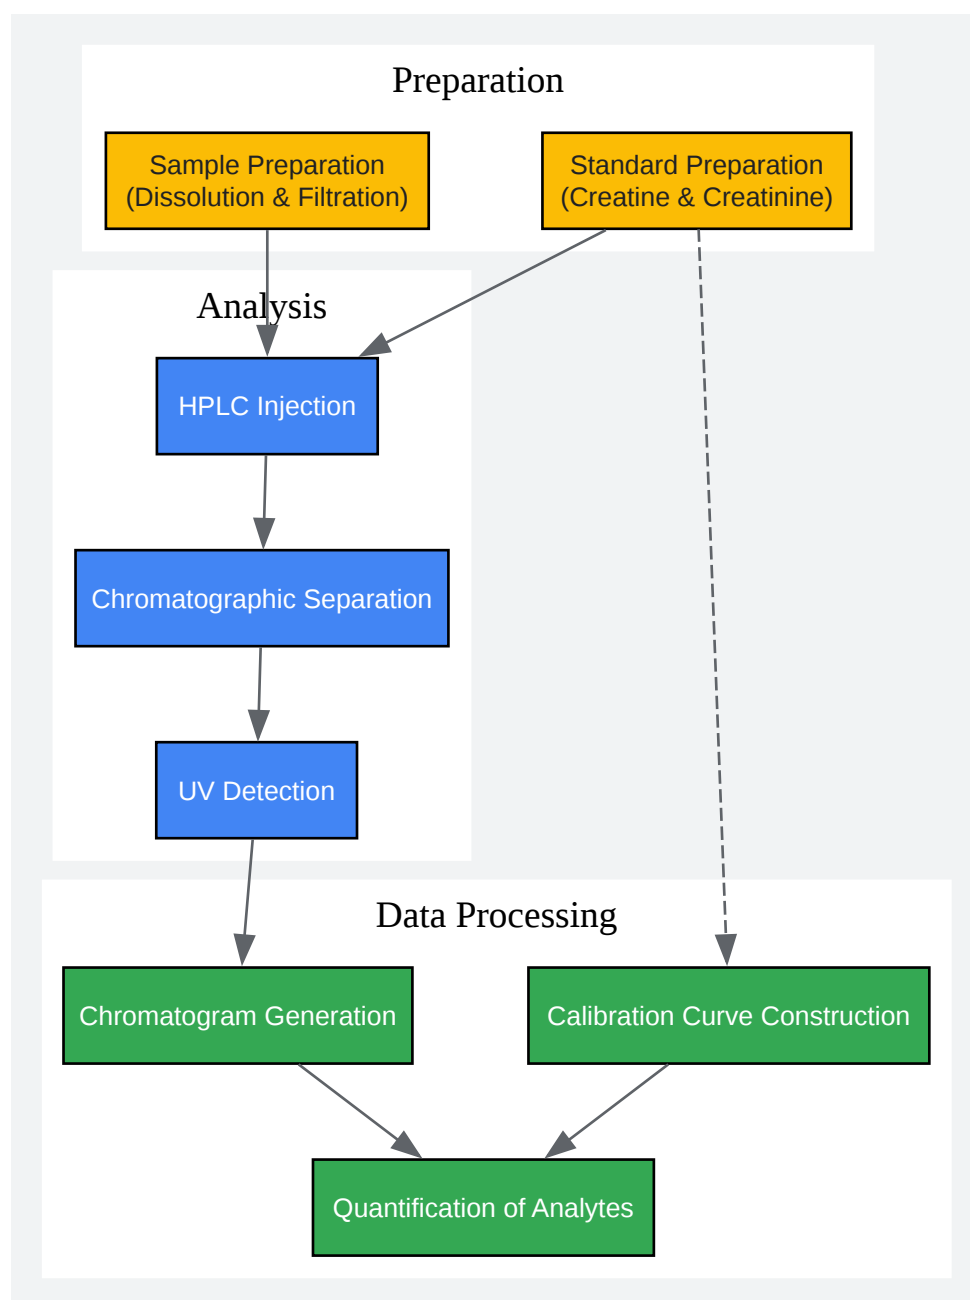 Preparation
Sample Preparation
(Dissolution & Filtration)
Standard Preparation
(Creatine & Creatinine)
Analysis
HPLC Injection
Chromatographic Separation
UV Detection
Data Processing
Chromatogram Generation
Calibration Curve Construction
Quantification of Analytes